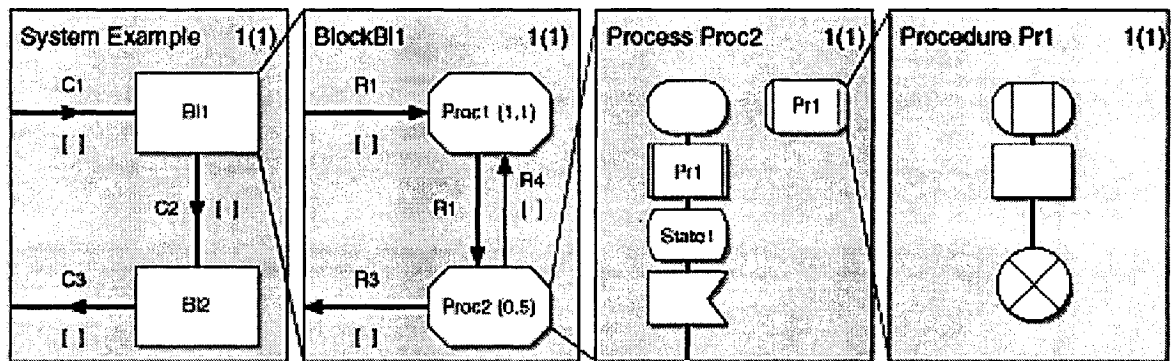 System Example 1(1)
C1
[ ]
Bl1
C2 [ ]
C3
[ ]
Bl2
BlockBl1 1(1)
R1
[ ]
Proc1 (1,1)
R1
R4
[ ]
R3
[ ]
Proc2 (0,5)
Process Proc2 1(1)
Pr1
Pr1
State1
Procedure Pr1 1(1)